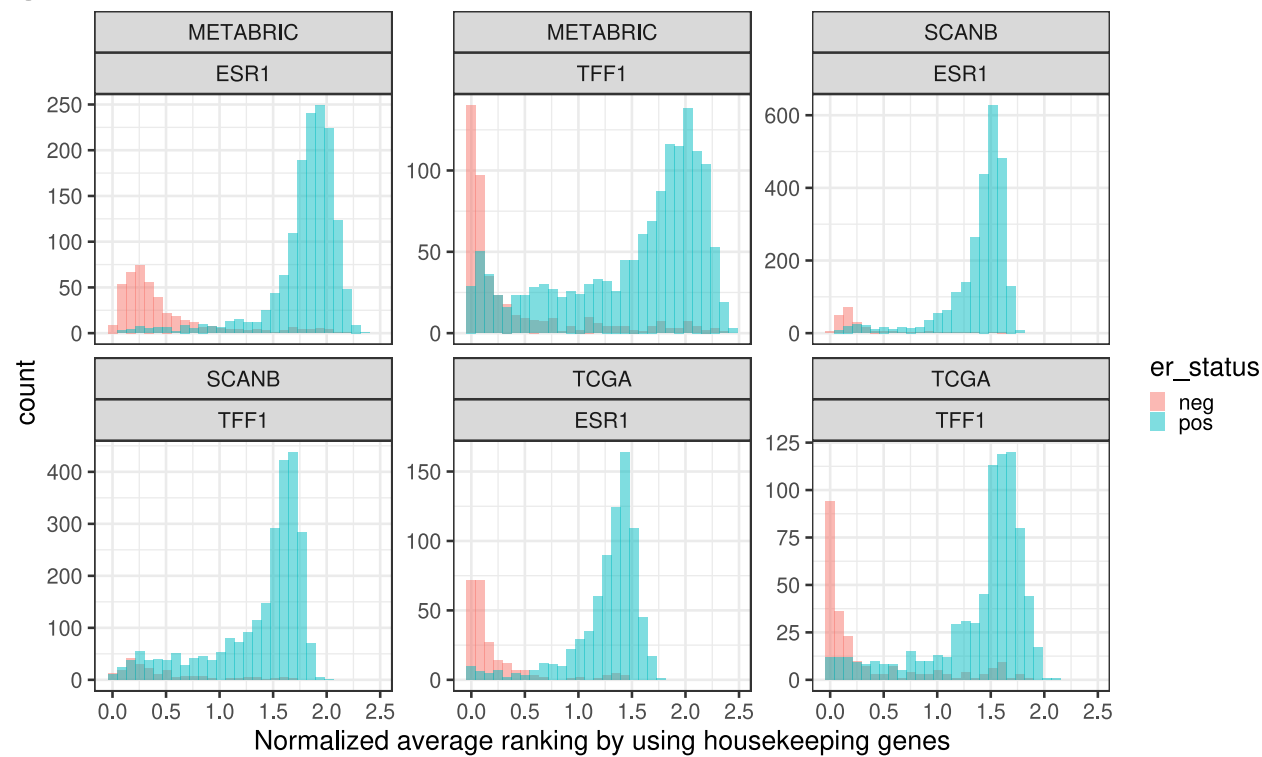 METABRIC
ESR1
METABRIC
TFF1
SCANB
ESR1
250
200
150
100
50
0
100
50
0
600
400
200
0
SCANB
TFF1
TCGA
ESR1
TCGA
TFF1
400
300
200
100
0
150
100
50
0
125
100
75
50
25
0
0.0 0.5 1.0 1.5 2.0 2.5
0.0 0.5 1.0 1.5 2.0 2.5
0.0 0.5 1.0 1.5 2.0 2.5
Normalized average ranking by using housekeeping genes
count
er_status
neg
pos